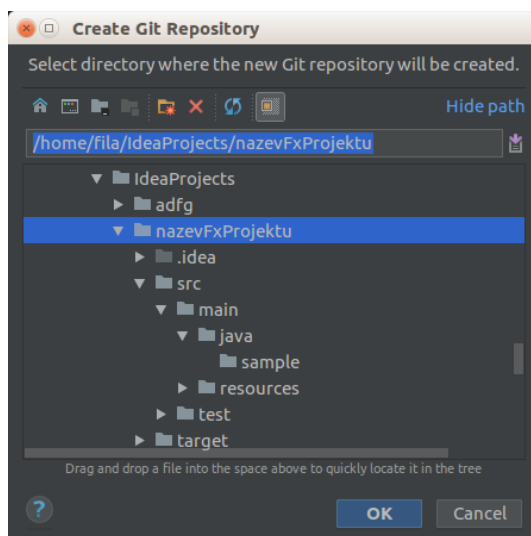 Create Git Repository
Select directory where the new Git repository will be created.
Hide path
/home/fila/IdeaProjects/nazevFxProjektu
IdeaProjects
adfg
nazevFxProjektu
.idea
src
main
java
sample
resources
test
target
Drag and drop a file into the space above to quickly locate it in the tree
? OK Cancel